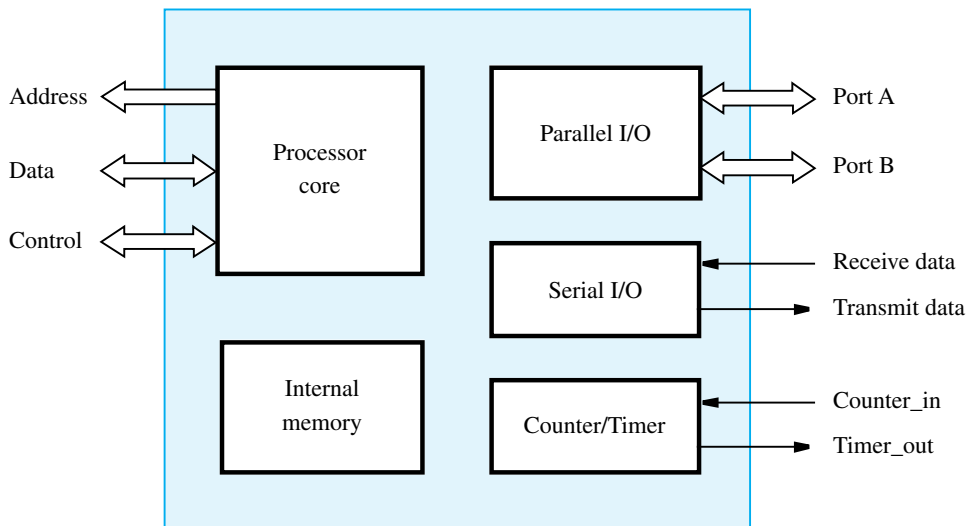 Address
Data
Control
Processor
core
Internal
memory
Parallel I/O
Serial I/O
Counter/Timer
Port A
Port B
Receive data
Transmit data
Counter_in
Timer_out